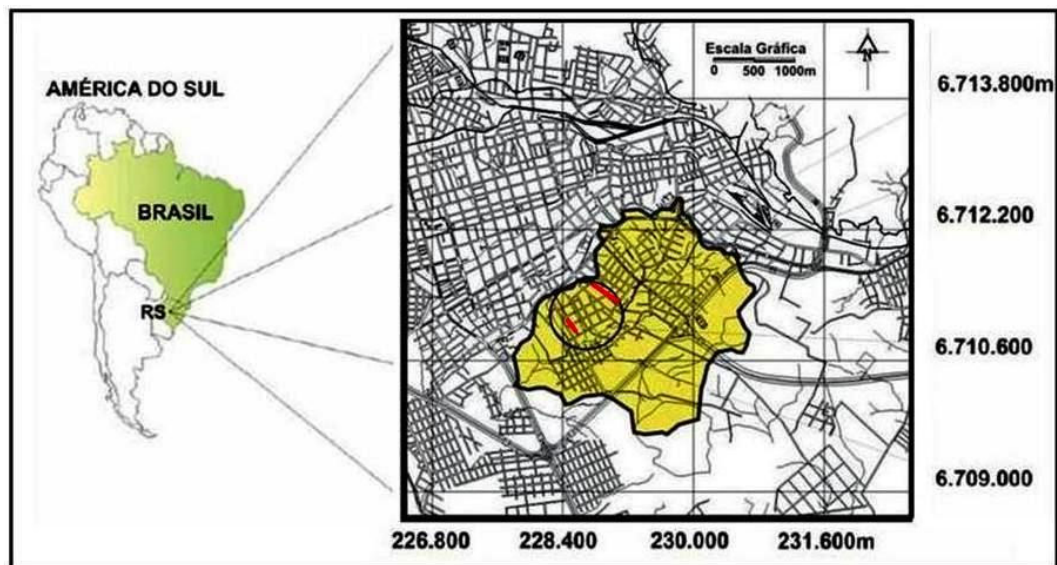 AMÉRICA DO SUL
BRASIL
RS
Escala Gráfica
0 500 1000m
N
6.713.800m
6.712.200
6.710.600
6.709.000
226.800 228.400 230.000 231.600m